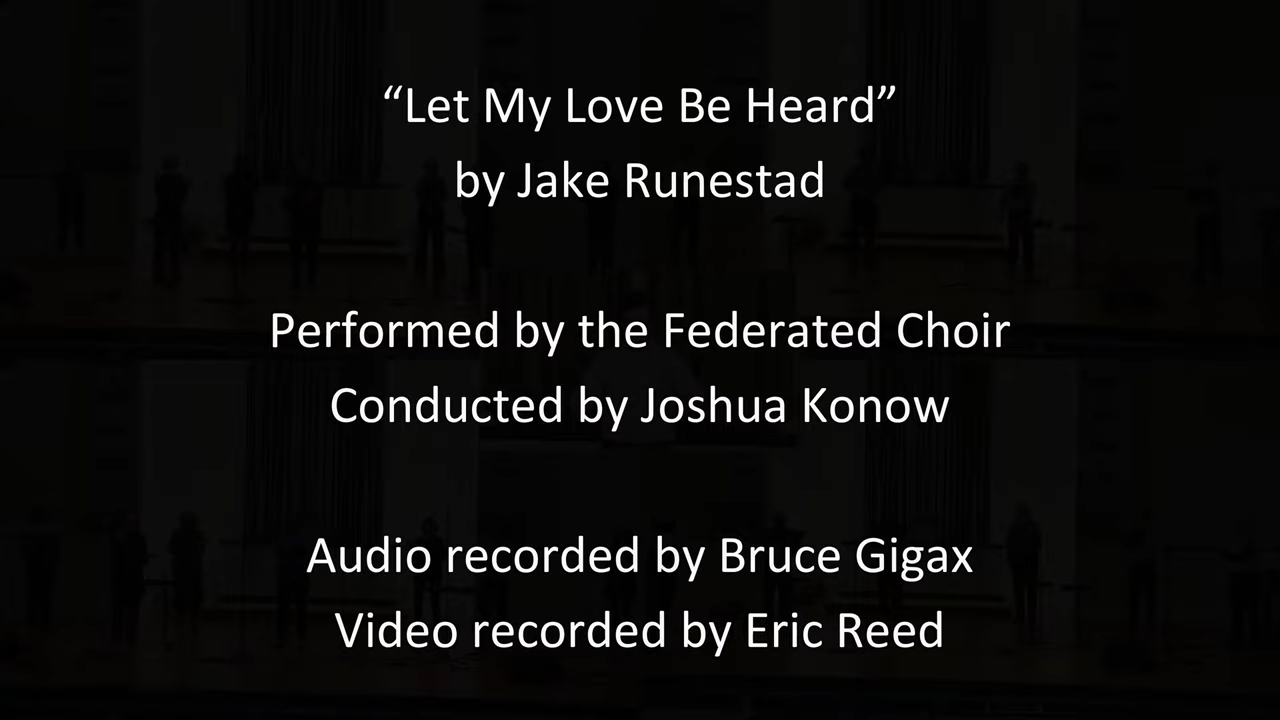 “Let My Love Be Heard”
by Jake Runestad
Performed by the Federated Choir
Conducted by Joshua Konow
Audio recorded by Bruce Gigax
Video recorded by Eric Reed